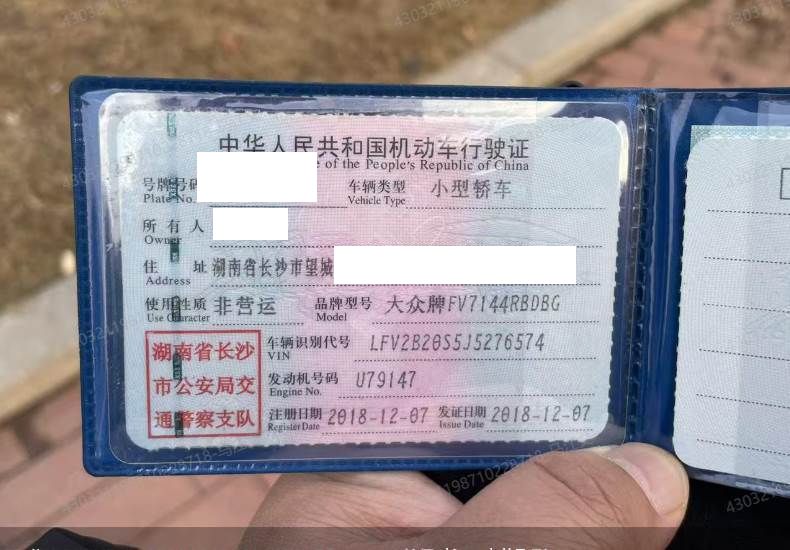 中华人民共和国机动车行驶证
of the People's Republic of China
号牌号码
Plate No.
车辆类型 小型轿车
Vehicle Type
所有人
Owner
住 址 湖南省长沙市望城
Address
使用性质 非营运 品牌型号 大众牌FV7144RBDBG
Use Character Model
湖南省长沙 车辆识别代号 LFV2B20S5J5276574
VIN
市公安局交 发动机号码 U79147
Engine No.
通警察支队 注册日期 2018-12-07 发证日期 2018-12-07
Register Date Issue Date